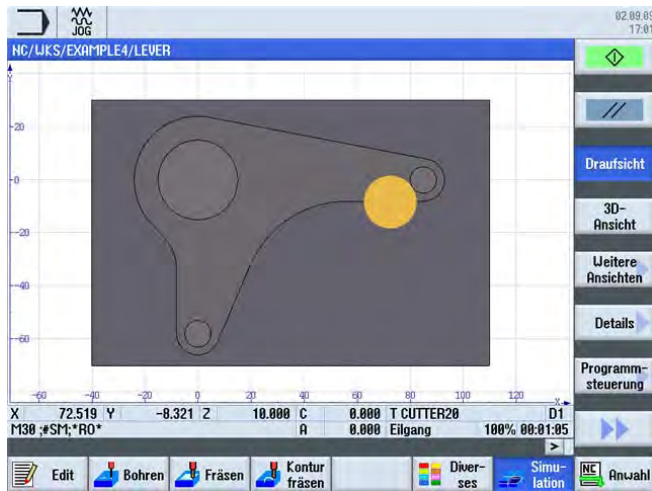 JOG
02.09.09
17:01
NC/WKS/EXAMPLE4/LEVER
Y
-20
0
-20
-40
-60
-60 -40 -20 0 20 40 60 80 100 120 X
X 72.519 Y -8.321 Z 10.000 C 0.000 T CUTTER20 D1
M30 ;#SM;*RO* A 0.000 Eilgang 100% 00:01:05
>
Draufsicht
3D-
Ansicht
Weitere
Ansichten
Details
Programm-
steuerung
Edit
Bohren
Fräsen
Kontur
fräsen
Diver-
ses
Simu-
lation
NC
Anwahl